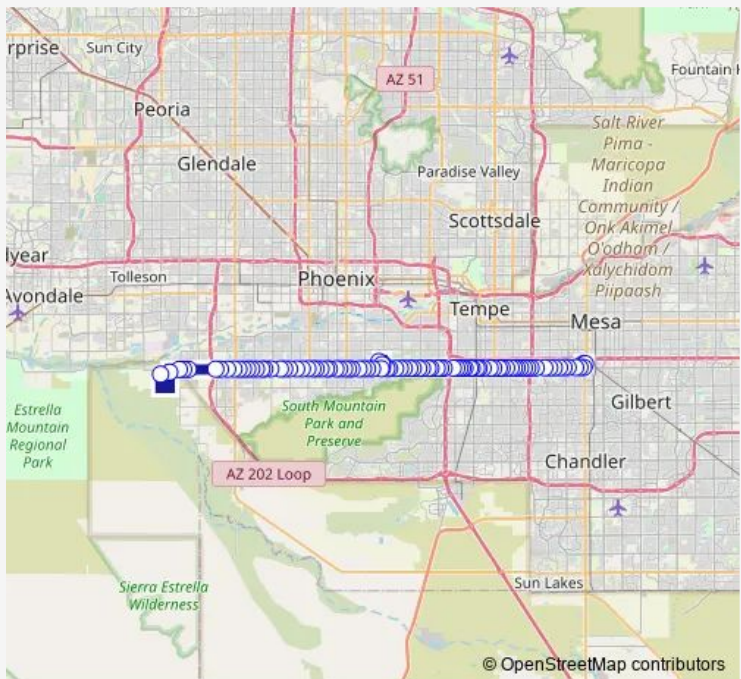 rprise
Sun City
AZ 51
Fountain H
Peoria
Salt River
Pima -
Maricopa
Indian
Community /
Onk Akimel
O'odham /
Xalychidom
Piipaash
Glendale
Paradise Valley
Scottsdale
lyear
Tolleson
Phoenix
Avondale
Tempe
Mesa
Estrella
Mountain
Regional
Park
South Mountain
Park and
Preserve
Gilbert
AZ 202 Loop
Chandler
Sierra Estrella
Wilderness
Sun Lakes
© OpenStreetMap contributors